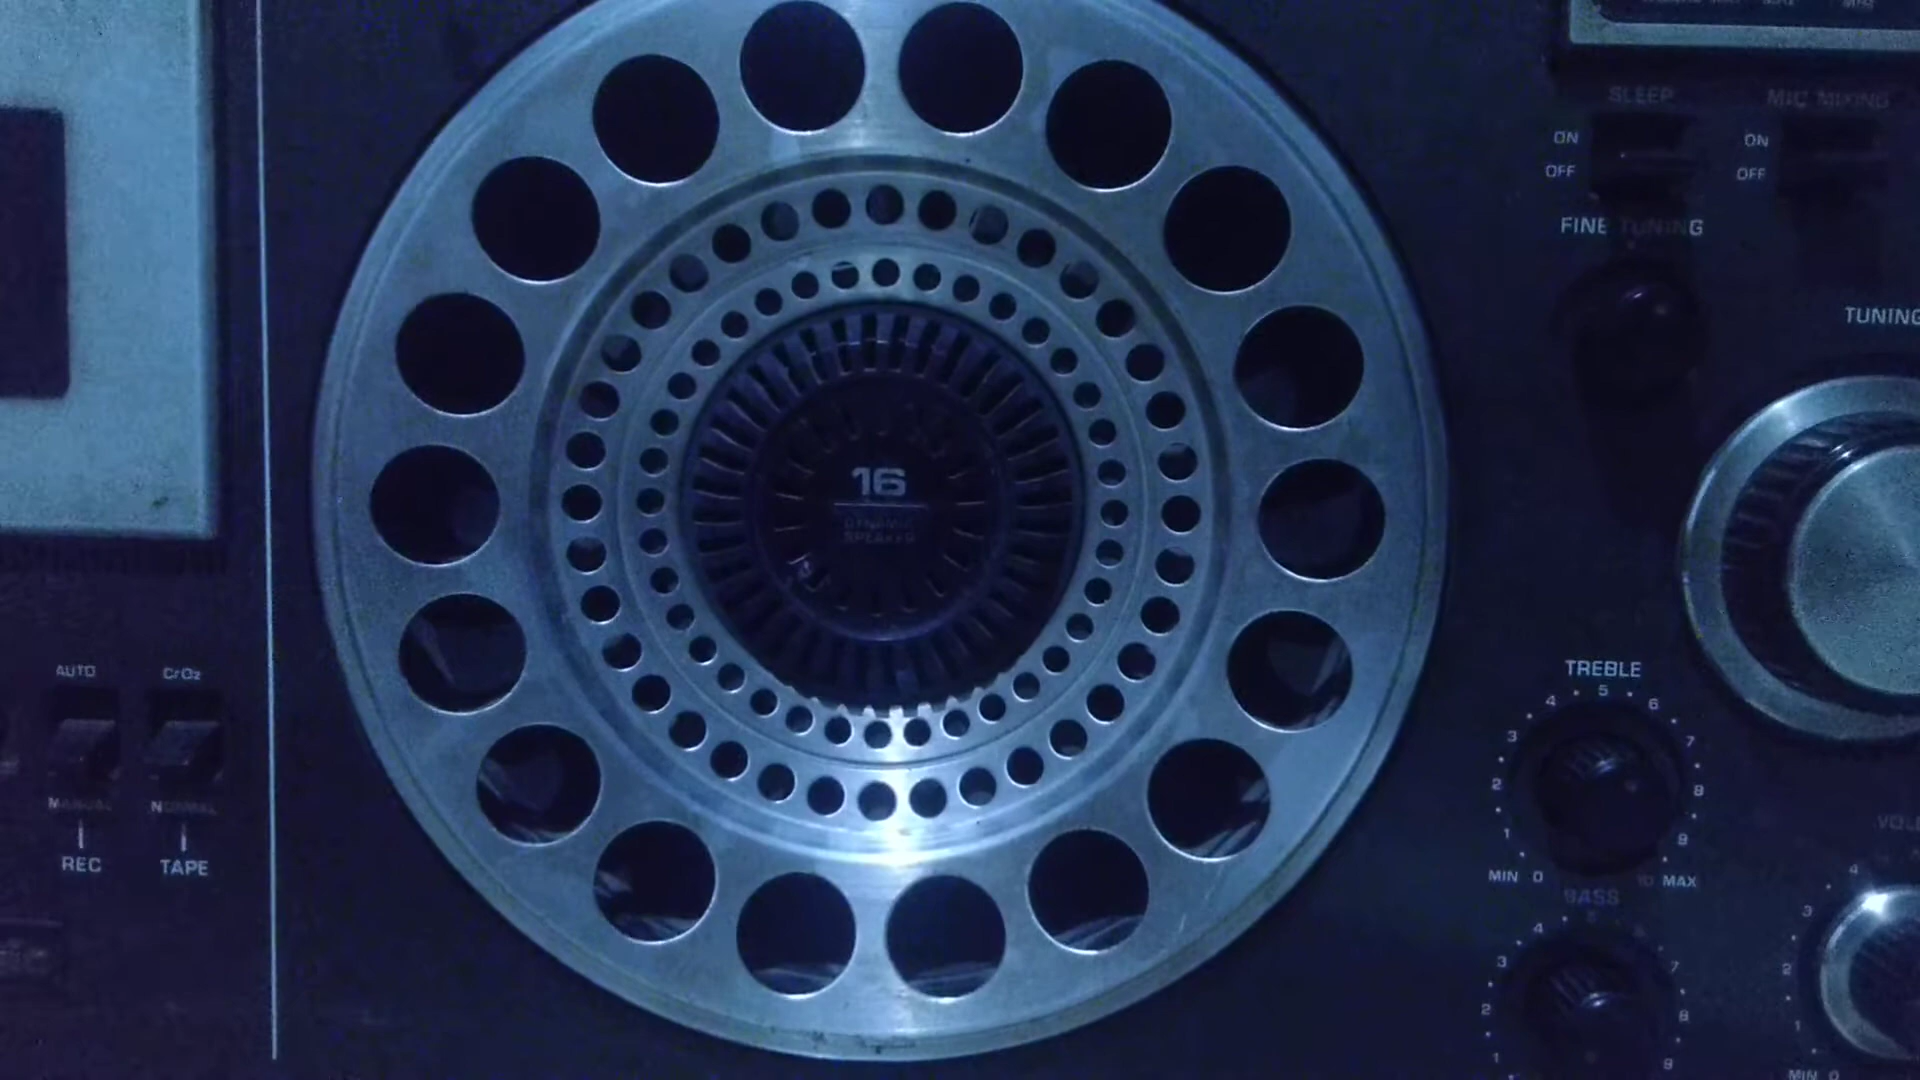 SLEEP
MIC MIXING
ON
OFF
ON
OFF
FINE TUNING
TUNING
16
DYNAMIC
SPEAKER
AUTO
CrO2
MANUAL
NORMAL
REC
TAPE
TREBLE
MIN 0 1 2 3 4 5 6 7 8 9 10 MAX
BASS
1 2 3 4 7 8 9
MIN 0 1 2 3 4